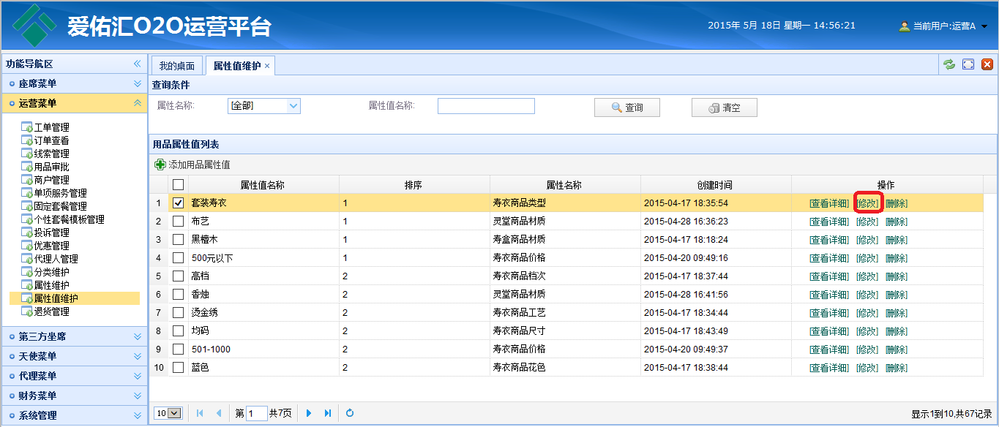 爱佑汇O2O运营平台
2015年 5月 18日 星期一 14:56:21
当前用户:运营A
功能导航区
座席菜单
运营菜单
工单管理
订单查看
线索管理
用品审批
商户管理
单项服务管理
固定套餐管理
个性套餐模板管理
投诉管理
优惠管理
代理人管理
分类维护
属性维护
属性值维护
退货管理
第三方坐席
天使菜单
代理菜单
财务菜单
系统管理
我的桌面 属性值维护 ×
查询条件
属性名称: [全部] 属性值名称: 查询 清空
用品属性值列表
添加用品属性值
属性值名称 排序 属性名称 创建时间 操作
1 套装寿衣 1 寿衣商品类型 2015-04-17 18:35:54 [查看详细] [修改] [删除]
2 布艺 1 灵堂商品材质 2015-04-28 16:36:23 [查看详细] [修改] [删除]
3 黑檀木 1 寿盒商品材质 2015-04-17 18:18:24 [查看详细] [修改] [删除]
4 500元以下 1 寿衣商品价格 2015-04-20 09:49:16 [查看详细] [修改] [删除]
5 高档 2 寿衣商品档次 2015-04-17 18:37:44 [查看详细] [修改] [删除]
6 香烛 2 灵堂商品材质 2015-04-28 16:41:56 [查看详细] [修改] [删除]
7 烫金绣 2 寿衣商品工艺 2015-04-17 18:34:44 [查看详细] [修改] [删除]
8 均码 2 寿衣商品尺寸 2015-04-17 18:43:49 [查看详细] [修改] [删除]
9 501-1000 2 寿衣商品价格 2015-04-20 09:49:37 [查看详细] [修改] [删除]
10 蓝色 2 寿衣商品花色 2015-04-17 18:38:44 [查看详细] [修改] [删除]
10 第 1 共7页 显示1到10,共67记录